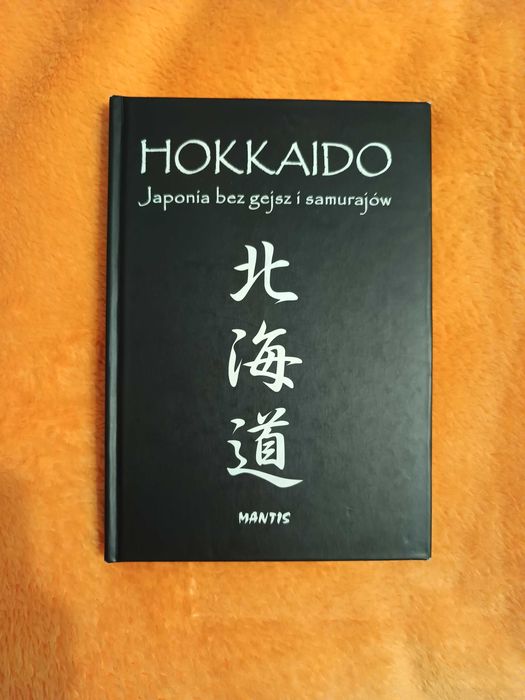 HOKKAIDO
Japonia bez gejsz i samurajów
北
海
道
MANTIS